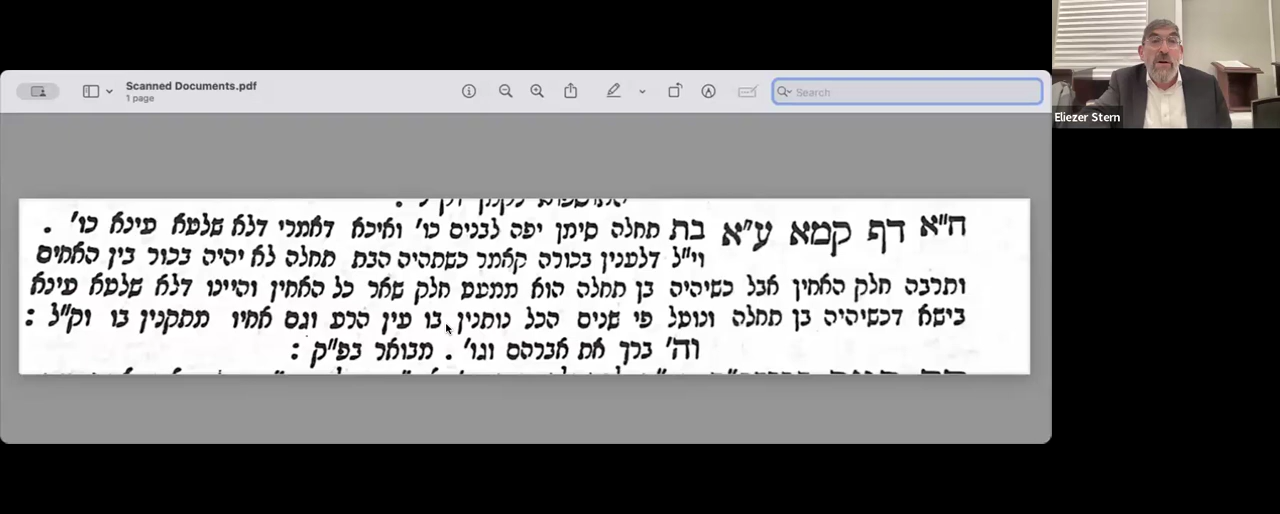 Scanned Documents.pdf
1 page
Search
Eliezer Stern
ח"א דף קמא ע"א בת תחלה סימן יפה לבנים כו' ואיכא דאמרי דלא שלטא עינא כו' .
וי"ל דלענין בכורה קאמר כשתהיה הבת תחלה לא יהיה בכור בין האחים
ותרבה חלק האחין אבל כשיהיה בן תחלה הוא ממעט חלק שאר כל האחין והיינו דלא שלטא עינא
בישא דכשיהיה בן תחלה ונוטל פי שנים הכל נותנין בו עין הרע וגם אחיו מתקנין בו וק"ל :
וה' ברך את אברהם וגו' . מבואר בפ"ק :